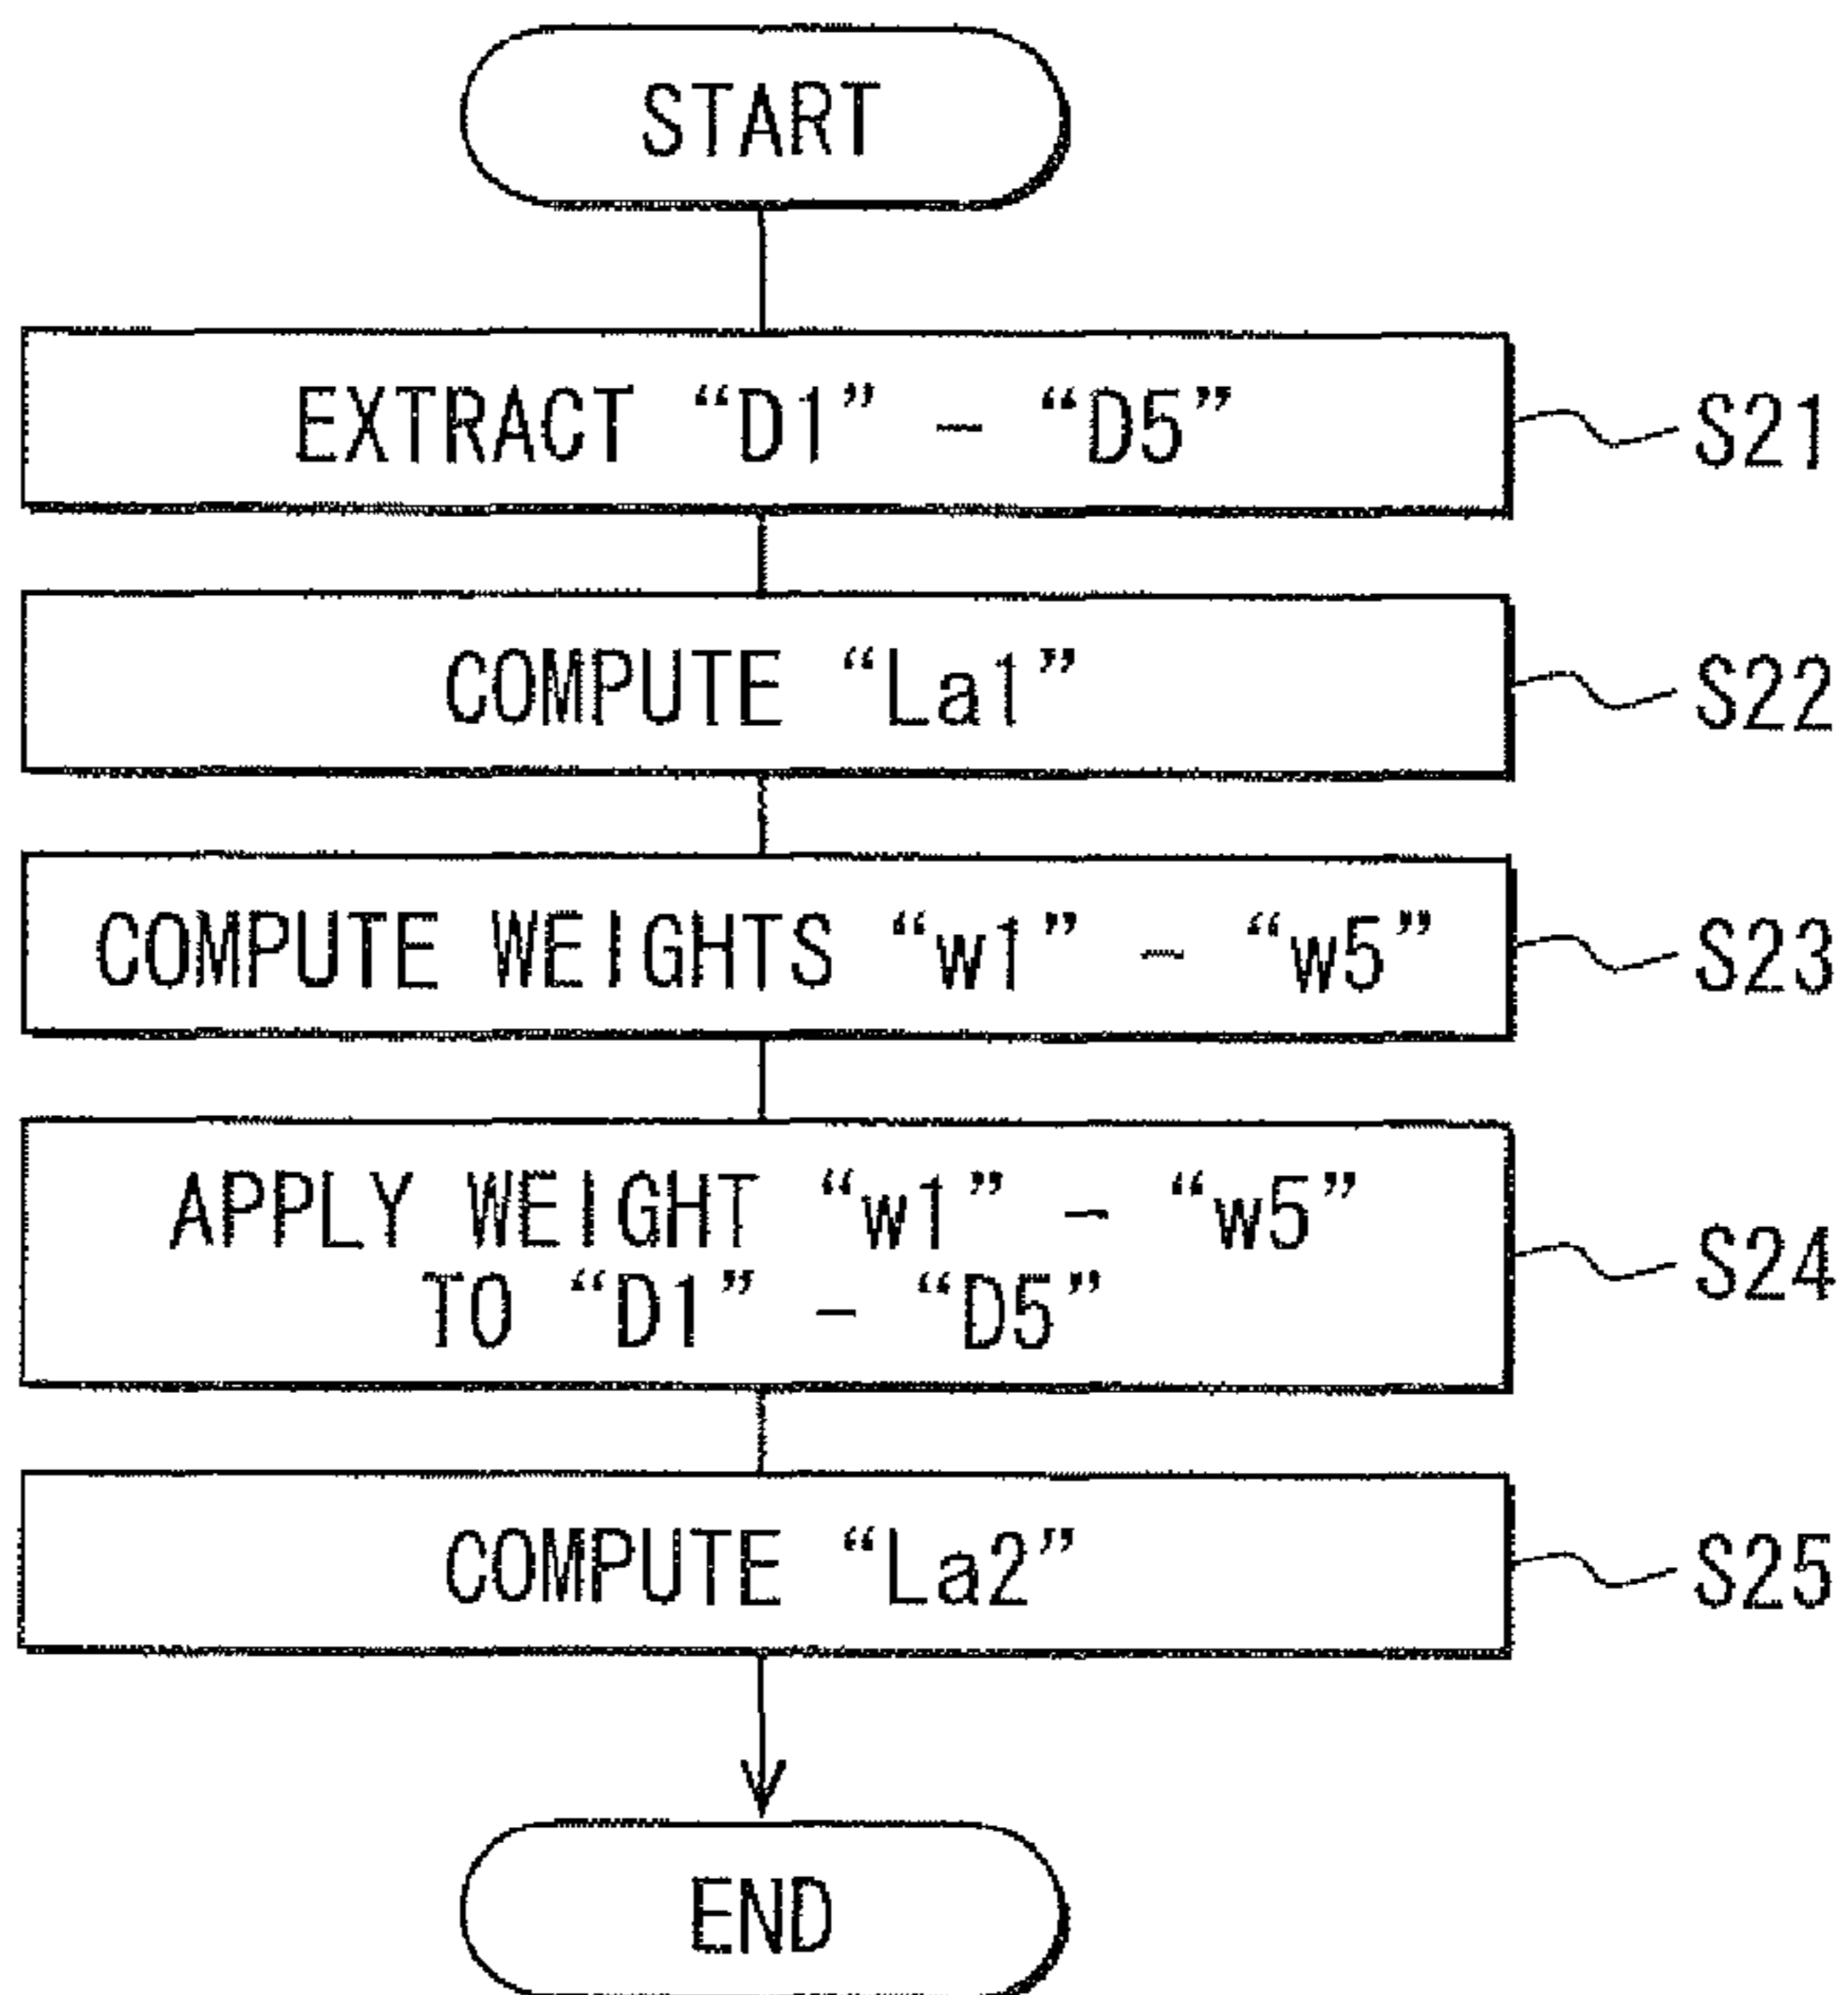 START
EXTRACT “D1” - “D5”
S21
COMPUTE “La1”
S22
COMPUTE WEIGHTS “w1” - “w5”
S23
APPLY WEIGHT “w1” - “w5”
TO “D1” - “D5”
S24
COMPUTE “La2”
S25
END